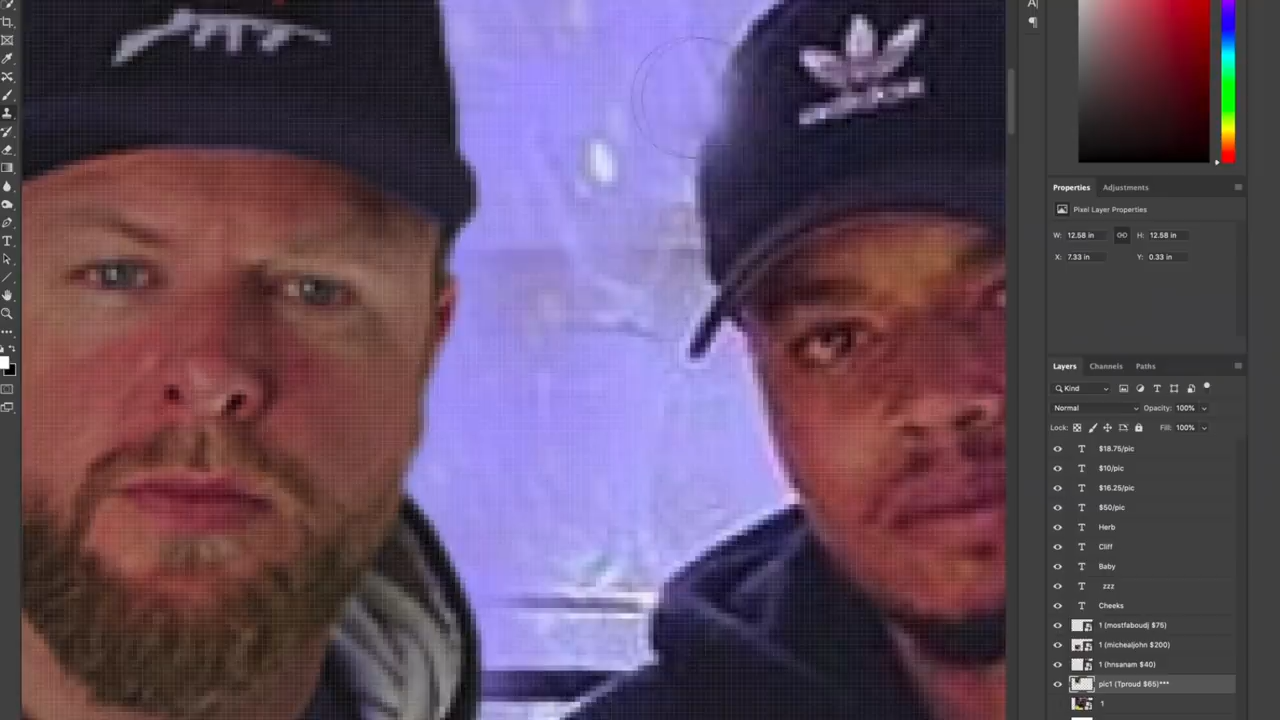 A|
¶
Properties Adjustments
Pixel Layer Properties
W: 12.58 in H: 12.58 in
X: 7.33 in Y: 0.33 in
Layers Channels Paths
Kind
Normal Opacity: 100%
Lock: Fill: 100%
T $18.75/pic
T $10/pic
T $16.25/pic
T $50/pic
T Herb
T Cliff
T Baby
T zzz
T Cheeks
1 (mostfaboudj $75)
1 (michealjohn $200)
1 (hnsanam $40)
pic1 (Tproud $65)***
1